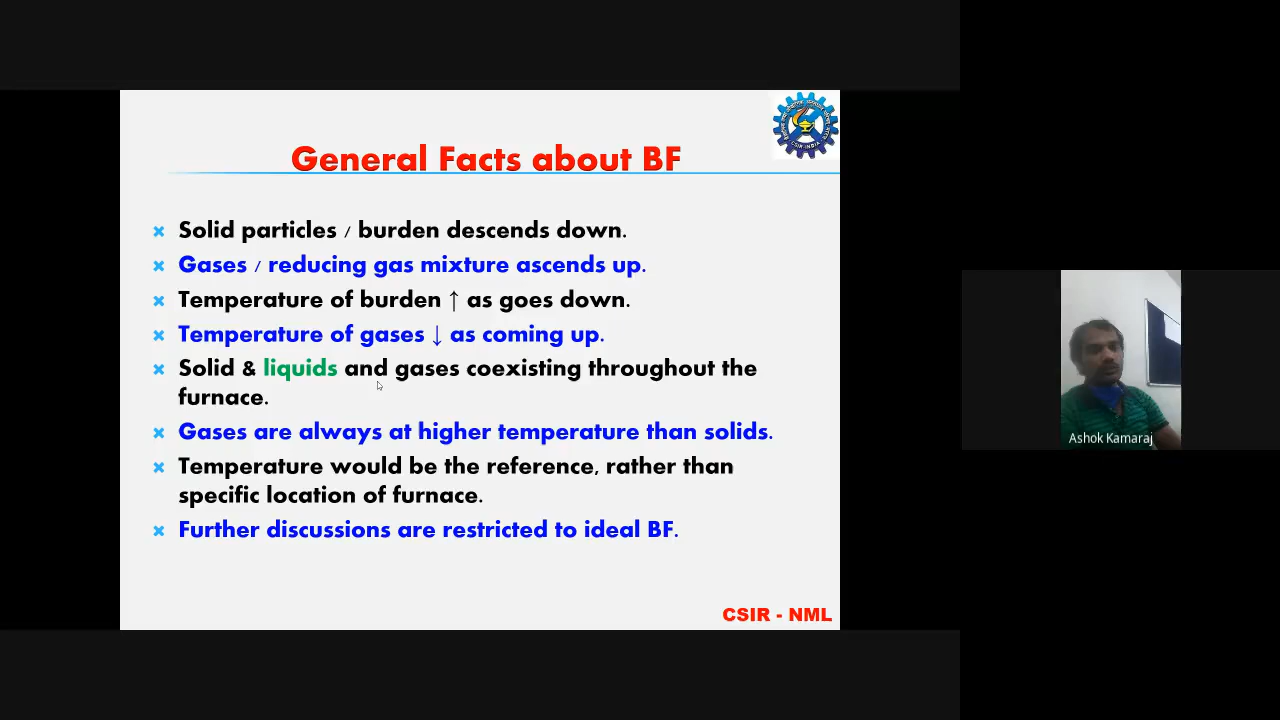 General Facts about BF
Solid particles / burden descends down.
Gases / reducing gas mixture ascends up.
Temperature of burden ↑ as goes down.
Temperature of gases ↓ as coming up.
Solid & liquids and gases coexisting throughout the
furnace.
Gases are always at higher temperature than solids.
Temperature would be the reference, rather than
specific location of furnace.
Further discussions are restricted to ideal BF.
CSIR - NML
Ashok Kamaraj